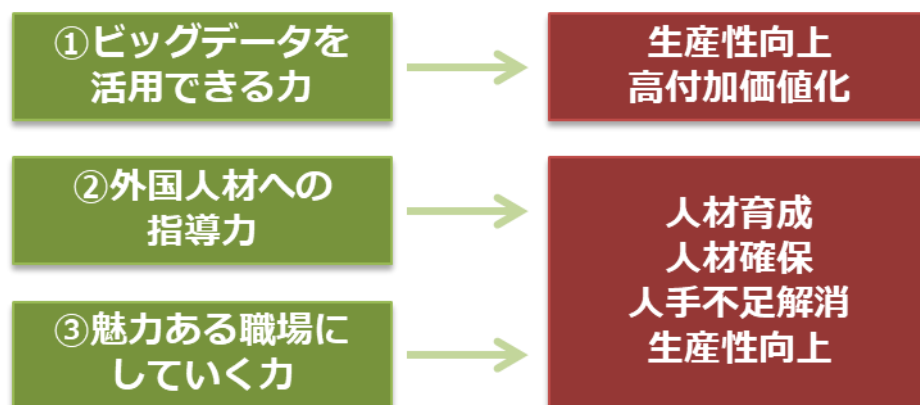 ①ビッグデータを
活用できる力
生産性向上
高付加価値化
②外国人材への
指導力
③魅力ある職場に
していく力
人材育成
人材確保
人手不足解消
生産性向上